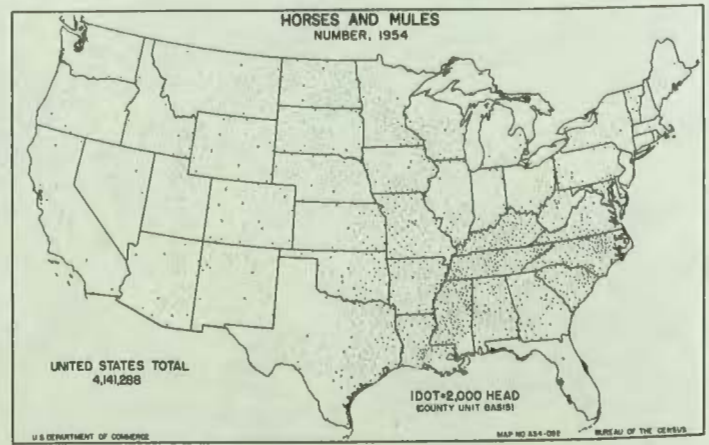 HORSES AND MULES
NUMBER, 1954
UNITED STATES TOTAL
4,141,288
1 DOT=2,000 HEAD
(COUNTY UNIT BASIS)
U.S. DEPARTMENT OF COMMERCE
MAP NO. A54-
BUREAU OF THE CENSUS